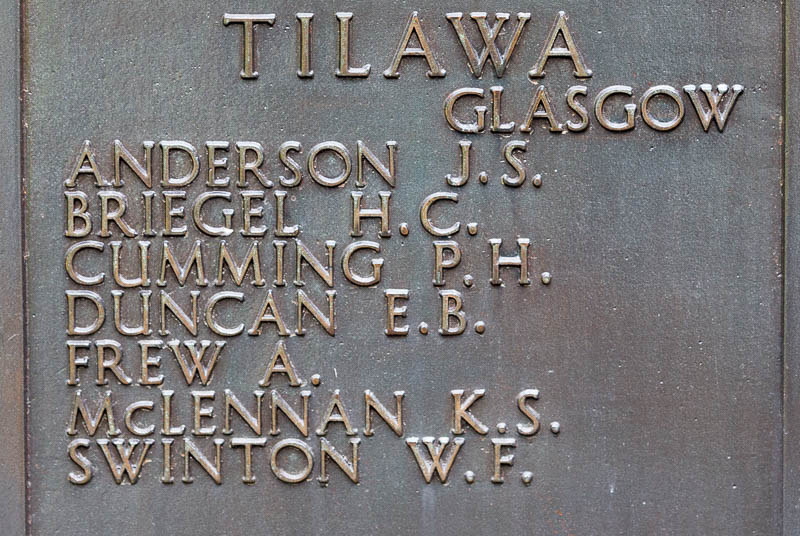 TILAWA
GLASGOW
ANDERSON J.S.
BRIEGEL H.C.
CUMMING P.H.
DUNCAN E.B.
FREW A.
McLENNAN K.S.
SWINTON W.F.